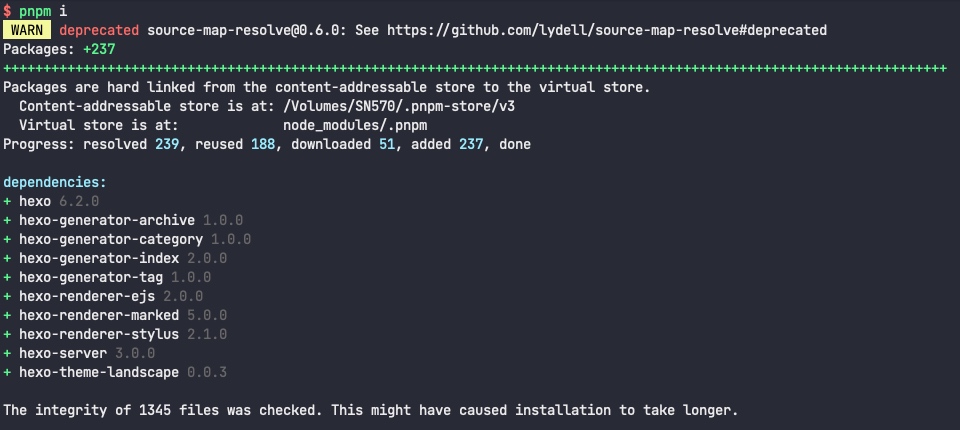 $ pnpm i
WARN deprecated source-map-resolve@0.6.0: See https://github.com/lydell/source-map-resolve#deprecated
Packages: +237
++++++++++++++++++++++++++++++++++++++++++++++++++++++++++++++++++++++++++++++++++++++++++++++++++++++++++++++++++++++
Packages are hard linked from the content-addressable store to the virtual store.
  Content-addressable store is at: /Volumes/SN570/.pnpm-store/v3
  Virtual store is at:             node_modules/.pnpm
Progress: resolved 239, reused 188, downloaded 51, added 237, done
dependencies:
+ hexo 6.2.0
+ hexo-generator-archive 1.0.0
+ hexo-generator-category 1.0.0
+ hexo-generator-index 2.0.0
+ hexo-generator-tag 1.0.0
+ hexo-renderer-ejs 2.0.0
+ hexo-renderer-marked 5.0.0
+ hexo-renderer-stylus 2.1.0
+ hexo-server 3.0.0
+ hexo-theme-landscape 0.0.3
The integrity of 1345 files was checked. This might have caused installation to take longer.